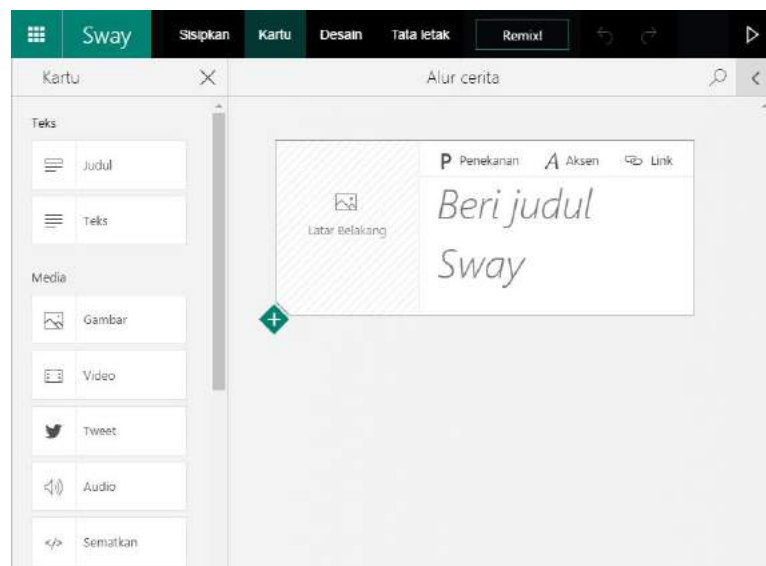 Sway Sisipkan Kartu Desain Tata letak Remix!
Kartu
Alur cerita
Teks
Judul
Teks
Media
Gambar
Video
Tweet
Audio
</> Sematkan
P Penekanan A Aksen Link
Latar Belakang
Beri judul
Sway